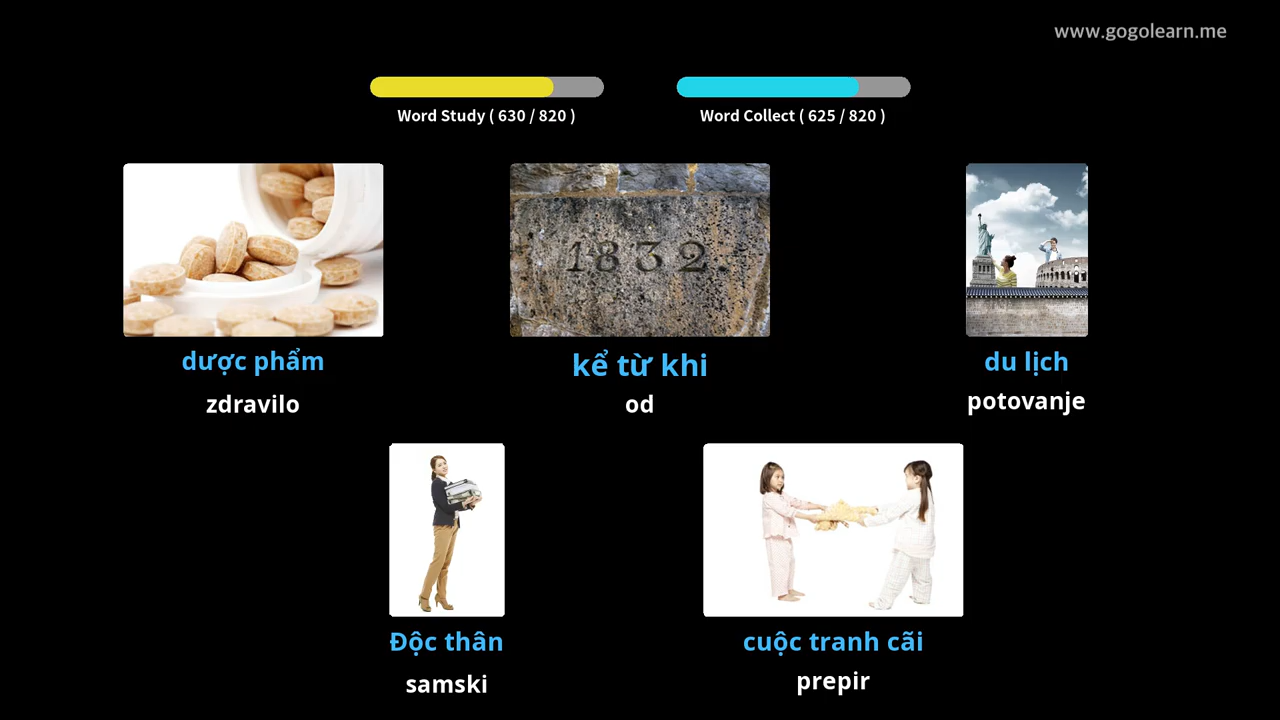 www.gogolearn.me
Word Study ( 630 / 820 )
Word Collect ( 625 / 820 )
1832.
dược phẩm
kể từ khi
du lịch
zdravilo
od
potovanje
Độc thân
cuộc tranh cãi
samski
prepir